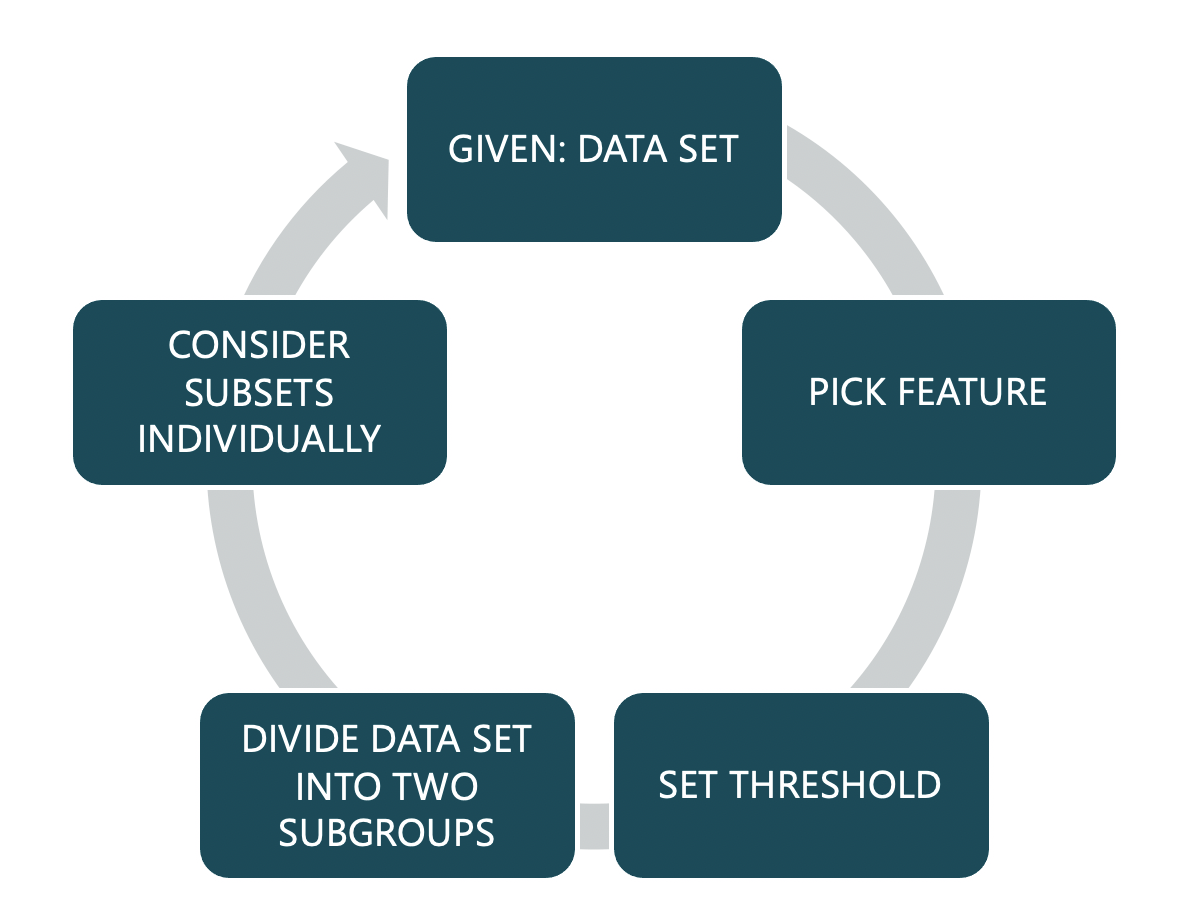 GIVEN: DATA SET
PICK FEATURE
SET THRESHOLD
DIVIDE DATA SET
INTO TWO
SUBGROUPS
CONSIDER
SUBSETS
INDIVIDUALLY